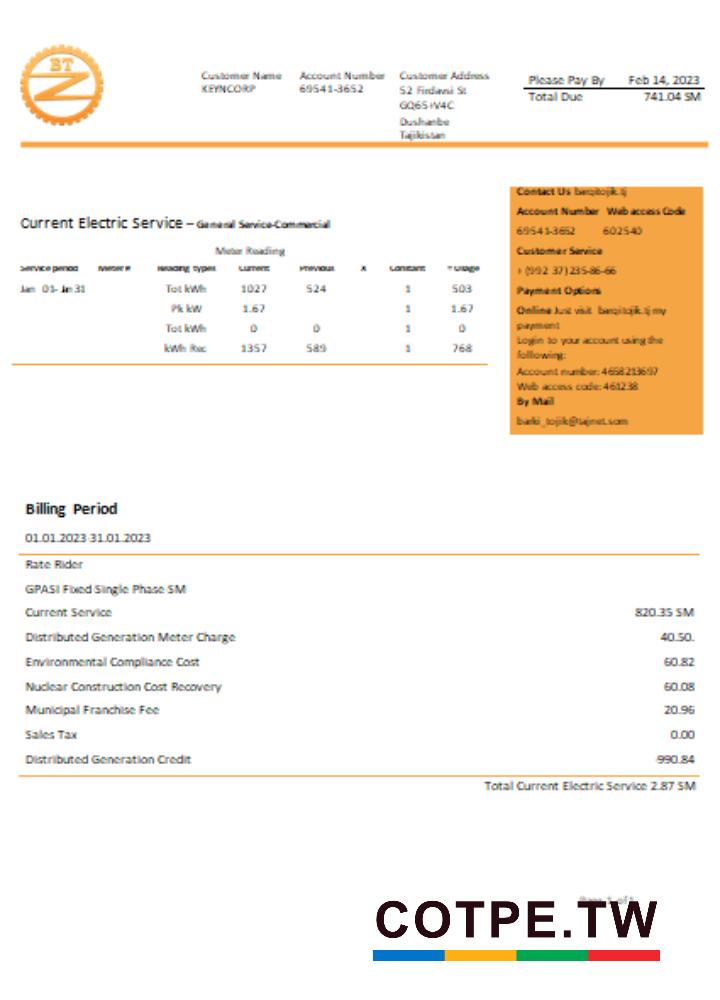 BT
Z
Customer Name Account Number Customer Address
KEYNCORP 69541-3652 52 Firdavsi St
GQ65+V4C
Dushanbe
Tajikistan
Please Pay By Feb 14, 2023
Total Due 741.04 SM
Current Electric Service – General Service-Commercial
Meter Reading
Service period Meter # Reading types Current Previous X Constant = Usage
Jan 01- Jn 31 Tot kWh 1027 524 1 503
Pk kW 1.67 1 1.67
Tot kWh 0 0 1 0
kWh Rec 1357 589 1 768
Contact Us barqitojik.tj
Account Number Web access Code
69541-3652 602540
Customer Service
+ (992 37) 235-86-66
Payment Options
Online Just visit barqitojik.tj my
payment
Login to your account using the
following:
Account number: 4658213697
Web access code: 461238
By Mail
barki_tojik@tajnet.com
Billing Period
01.01.2023-31.01.2023
Rate Rider
GPASI Fixed Single Phase SM
Current Service 820.35 SM
Distributed Generation Meter Charge 40.50.
Environmental Compliance Cost 60.82
Nuclear Construction Cost Recovery 60.08
Municipal Franchise Fee 20.96
Sales Tax 0.00
Distributed Generation Credit -990.84
Total Current Electric Service 2.87 SM
COTPE.TW